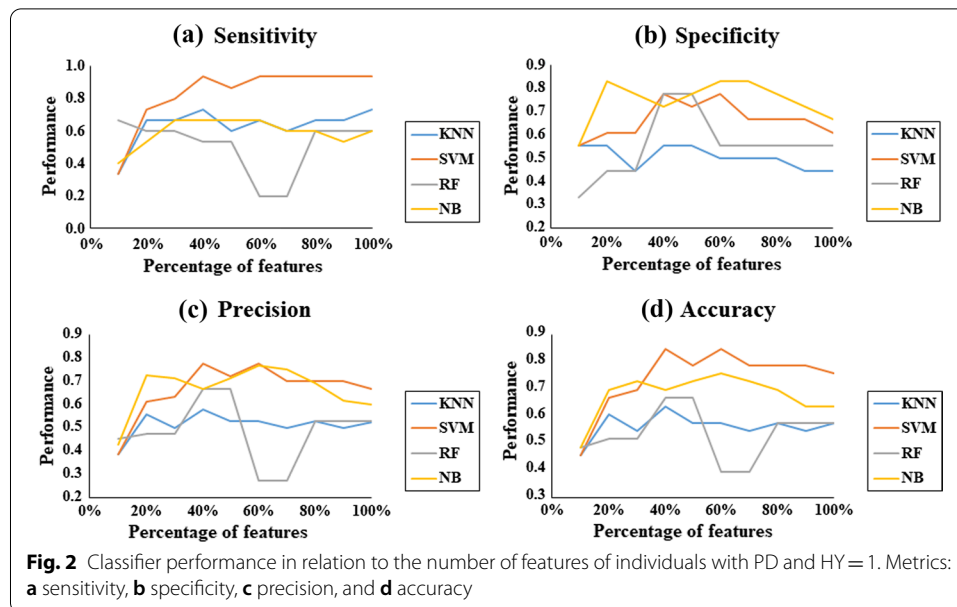 (a) Sensitivity
Performance
1.0
0.8
0.6
0.4
0.2
0.0
0% 20% 40% 60% 80% 100%
Percentage of features
KNN
SVM
RF
NB
(b) Specificity
Performance
0.9
0.8
0.7
0.6
0.5
0.4
0.3
0.2
0% 20% 40% 60% 80% 100%
Percentage of features
KNN
SVM
RF
NB
(c) Precision
Performance
0.9
0.8
0.7
0.6
0.5
0.4
0.3
0.2
0% 20% 40% 60% 80% 100%
Percentage of features
KNN
SVM
RF
NB
(d) Accuracy
Performance
0.9
0.8
0.7
0.6
0.5
0.4
0.3
0% 20% 40% 60% 80% 100%
Percentage of features
KNN
SVM
RF
NB
Fig. 2 Classifier performance in relation to the number of features of individuals with PD and HY = 1. Metrics:
a sensitivity, b specificity, c precision, and d accuracy